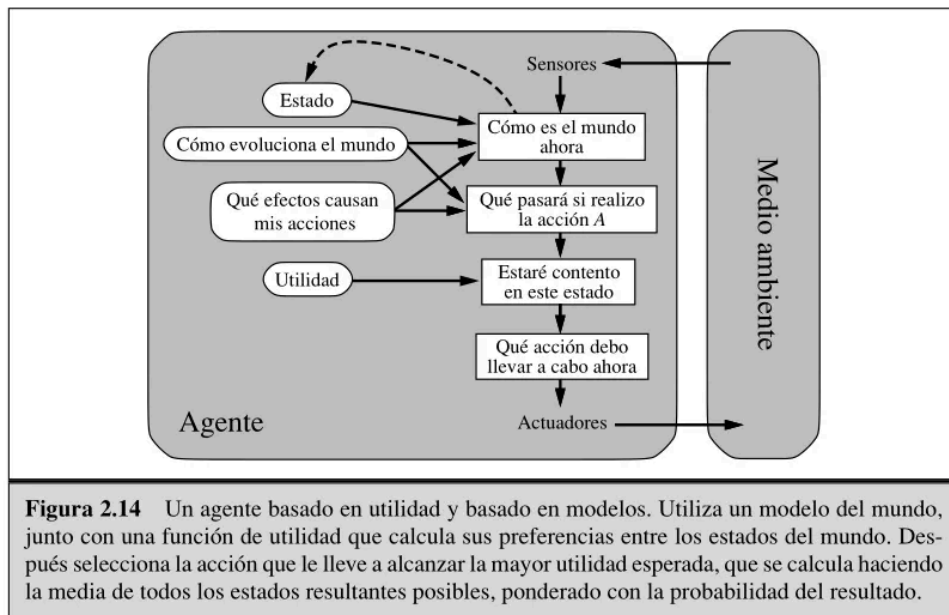 Sensores
Estado
Cómo es el mundo
ahora
Cómo evoluciona el mundo
Qué efectos causan
mis acciones
Qué pasará si realizo
la acción A
Utilidad
Estaré contento
en este estado
Qué acción debo
llevar a cabo ahora
Agente
Actuadores
Medio ambiente
Figura 2.14 Un agente basado en utilidad y basado en modelos. Utiliza un modelo del mundo,
junto con una función de utilidad que calcula sus preferencias entre los estados del mundo. Des-
pués selecciona la acción que le lleve a alcanzar la mayor utilidad esperada, que se calcula haciendo
la media de todos los estados resultantes posibles, ponderado con la probabilidad del resultado.